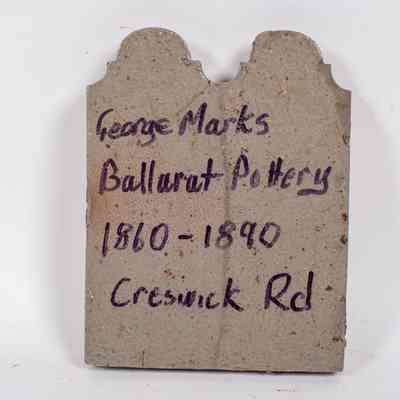 George Marks
Ballarat Pottery
1860-1890
Creswick Rd